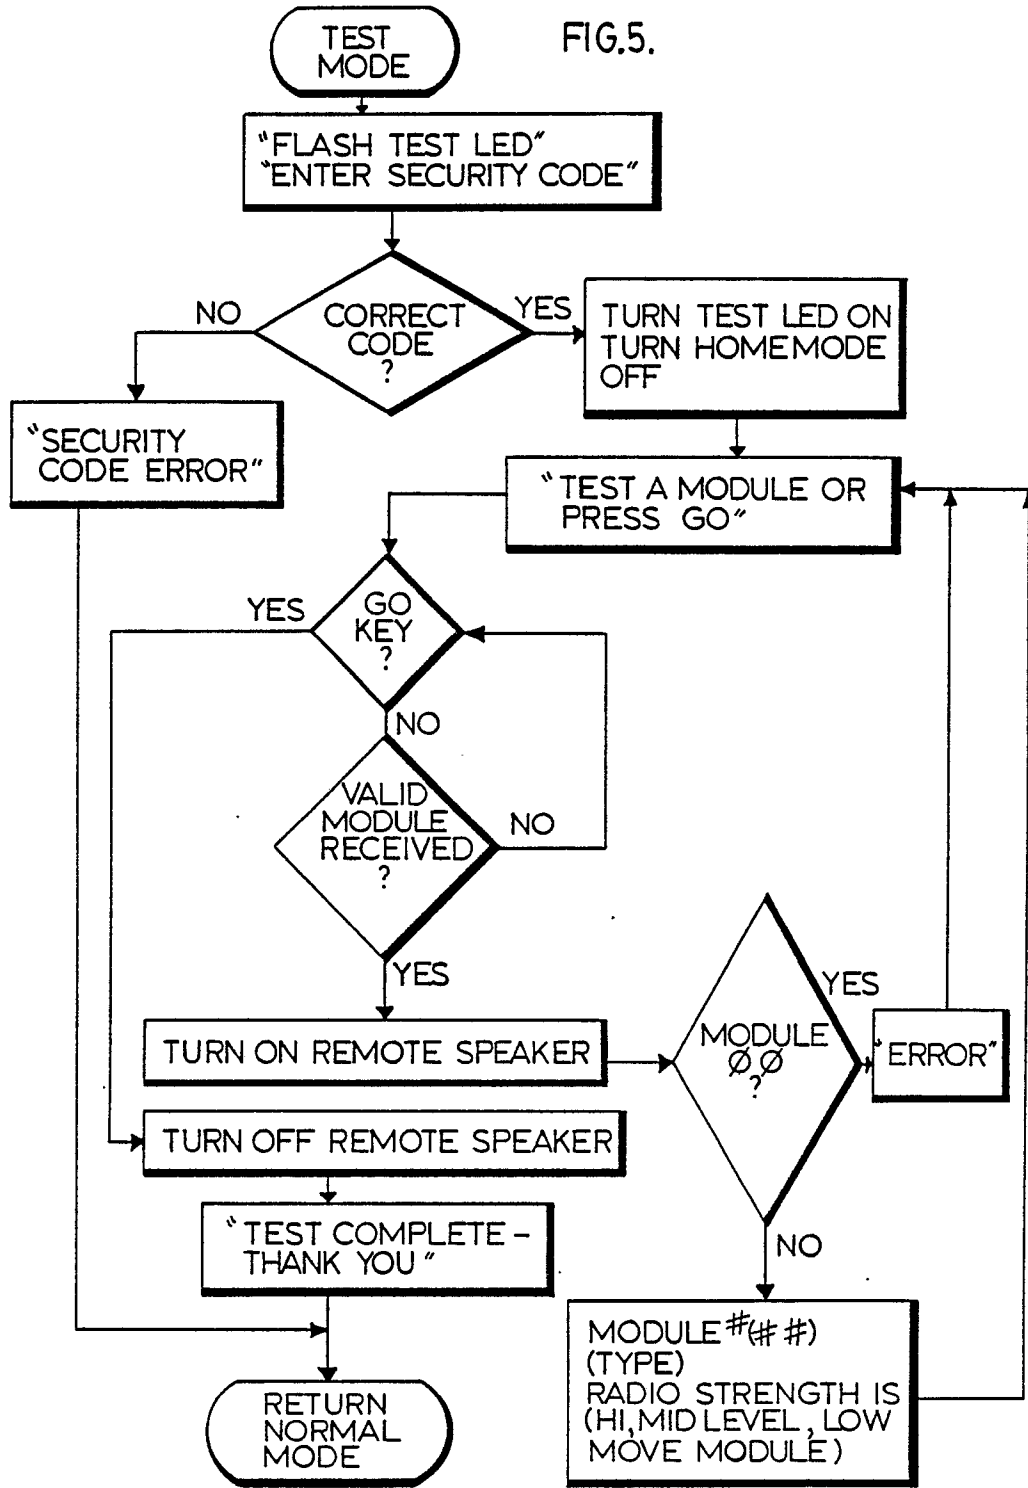 FIG.5.
TEST
MODE
"FLASH TEST LED"
"ENTER SECURITY CODE"
NO
CORRECT
CODE
?
YES
TURN TEST LED ON
TURN HOMEMODE
OFF
"SECURITY
CODE ERROR"
"TEST A MODULE OR
PRESS GO"
YES
GO
KEY
?
NO
VALID
MODULE
RECEIVED
?
NO
YES
TURN ON REMOTE SPEAKER
MODULE
ØØ
?
YES
"ERROR"
TURN OFF REMOTE SPEAKER
"TEST COMPLETE –
THANK YOU"
NO
MODULE #(##)
(TYPE)
RADIO STRENGTH IS
(HI, MID LEVEL, LOW
MOVE MODULE)
RETURN
NORMAL
MODE